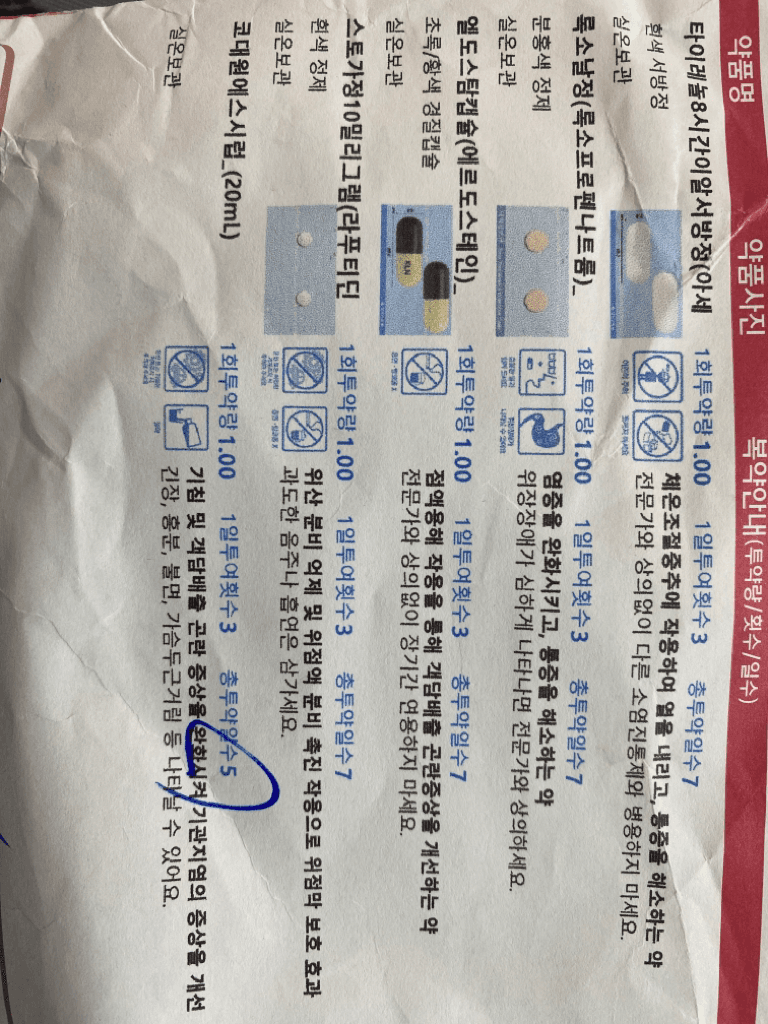 약품명 약품사진 복약안내(투약량/횟수/일수)
타이레놀8시간이알서방정(아세 1회투약량 1.00 1일투여횟수 3 총투약일수 7
흰색 서방정
실온보관
체온조절중추에 작용하여 열을 내리고, 통증을 해소하는 약
전문가와 상의없이 다른 소염진통제와 병용하지 마세요.
록소날정(록소프로펜나트륨)_ 1회투약량 1.00 1일투여횟수 3 총투약일수 7
분홍색 정제
실온보관
염증을 완화시키고, 통증을 해소하는 약
위장장애가 심하게 나타나면 전문가와 상의하세요.
엘도스탐캡슐(에르도스테인)_ 1회투약량 1.00 1일투여횟수 3 총투약일수 7
초록/황색 경질캡슐
실온보관
점액용해 작용을 통해 객담배출 곤란증상을 개선하는 약
전문가와 상의없이 장기간 연용하지 마세요.
스토가정10밀리그램(라푸티딘 1회투약량 1.00 1일투여횟수 3 총투약일수 7
흰색 정제
실온보관
위산 분비 억제 및 위점액 분비 촉진 작용으로 위점막 보호 효과
과도한 음주나 흡연은 삼가세요.
코대원에스시럽_(20mL) 1회투약량 1.00 1일투여횟수 3 총투약일수 5
실온보관
기침 및 객담배출 곤란 증상을 완화시켜 기관지염의 증상을 개선
긴장, 흥분, 불면, 가슴두근거림 등 나타날 수 있어요.